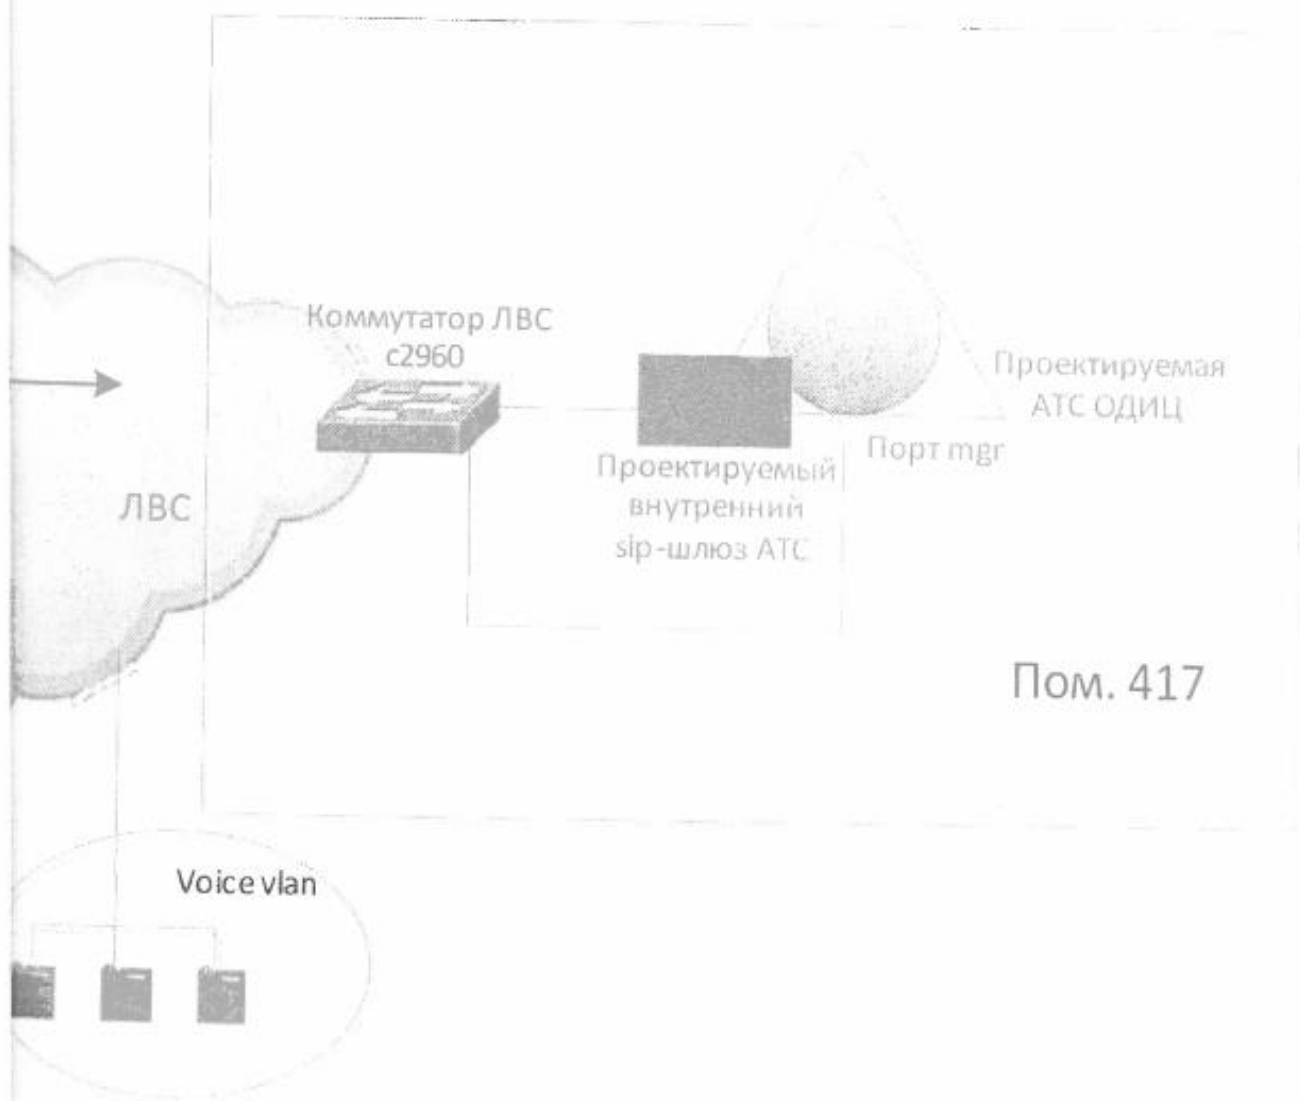 Коммутатор ЛВС
c2960
Проектируемая
АТС ОДИЦ
Порт mgr
Проектируемый
внутренний
sip-шлюз АТС
ЛВС
Пом. 417
Voice vlan